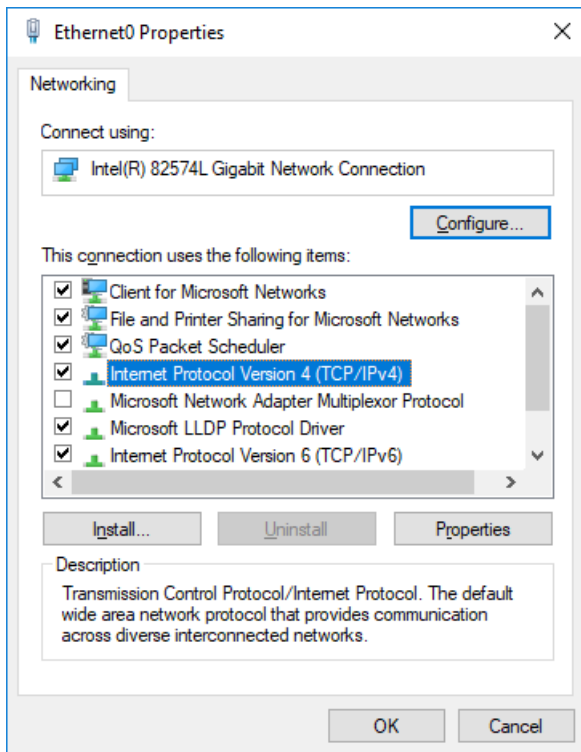 Ethernet0 Properties
Networking
Connect using:
Intel(R) 82574L Gigabit Network Connection
Configure...
This connection uses the following items:
Client for Microsoft Networks
File and Printer Sharing for Microsoft Networks
QoS Packet Scheduler
Internet Protocol Version 4 (TCP/IPv4)
Microsoft Network Adapter Multiplexor Protocol
Microsoft LLDP Protocol Driver
Internet Protocol Version 6 (TCP/IPv6)
Install... Uninstall Properties
Description
Transmission Control Protocol/Internet Protocol. The default
wide area network protocol that provides communication
across diverse interconnected networks.
OK Cancel